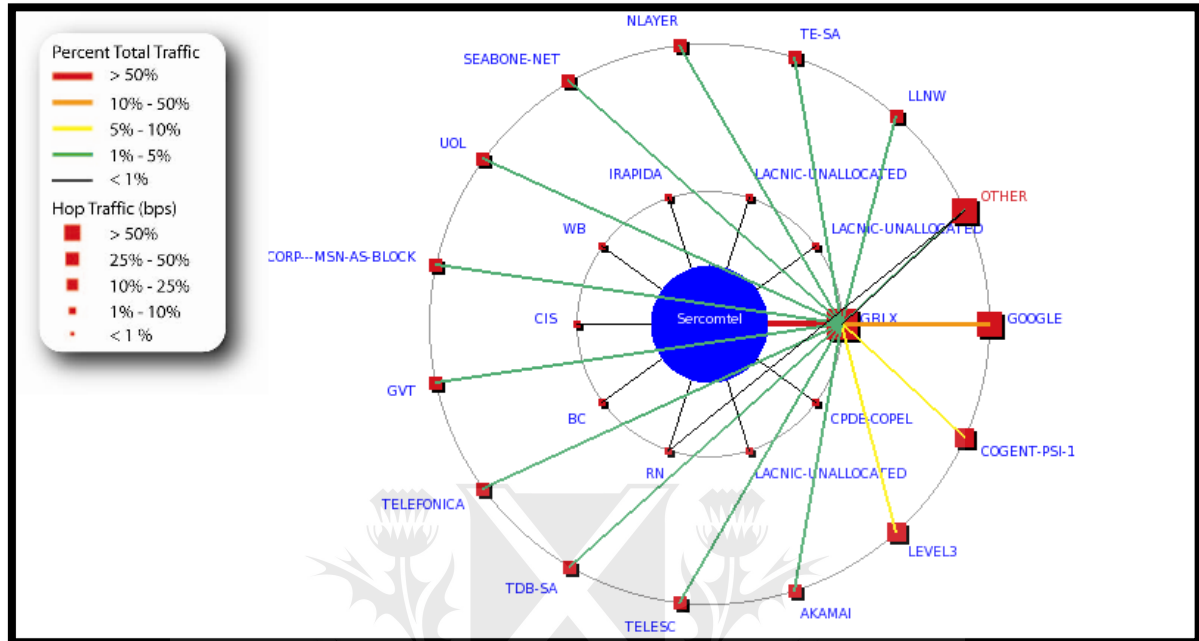 Percent Total Traffic
> 50%
10% - 50%
5% - 10%
1% - 5%
< 1%
Hop Traffic (bps)
> 50%
25% - 50%
10% - 25%
1% - 10%
< 1 %
NLAYER
TE-SA
SEABONE-NET
LLNW
UOL
IRAPIDA
LACNIC-UNALLOCATED
OTHER
WB
LACNIC-UNALLOCATED
CORP---MSN-AS-BLOCK
CIS
Sercomtel
GBLX
GOOGLE
GVT
BC
CPDE-COPEL
COGENT-PSI-1
RN
LACNIC-UNALLOCATED
TELEFONICA
LEVEL3
TDB-SA
AKAMAI
TELESC